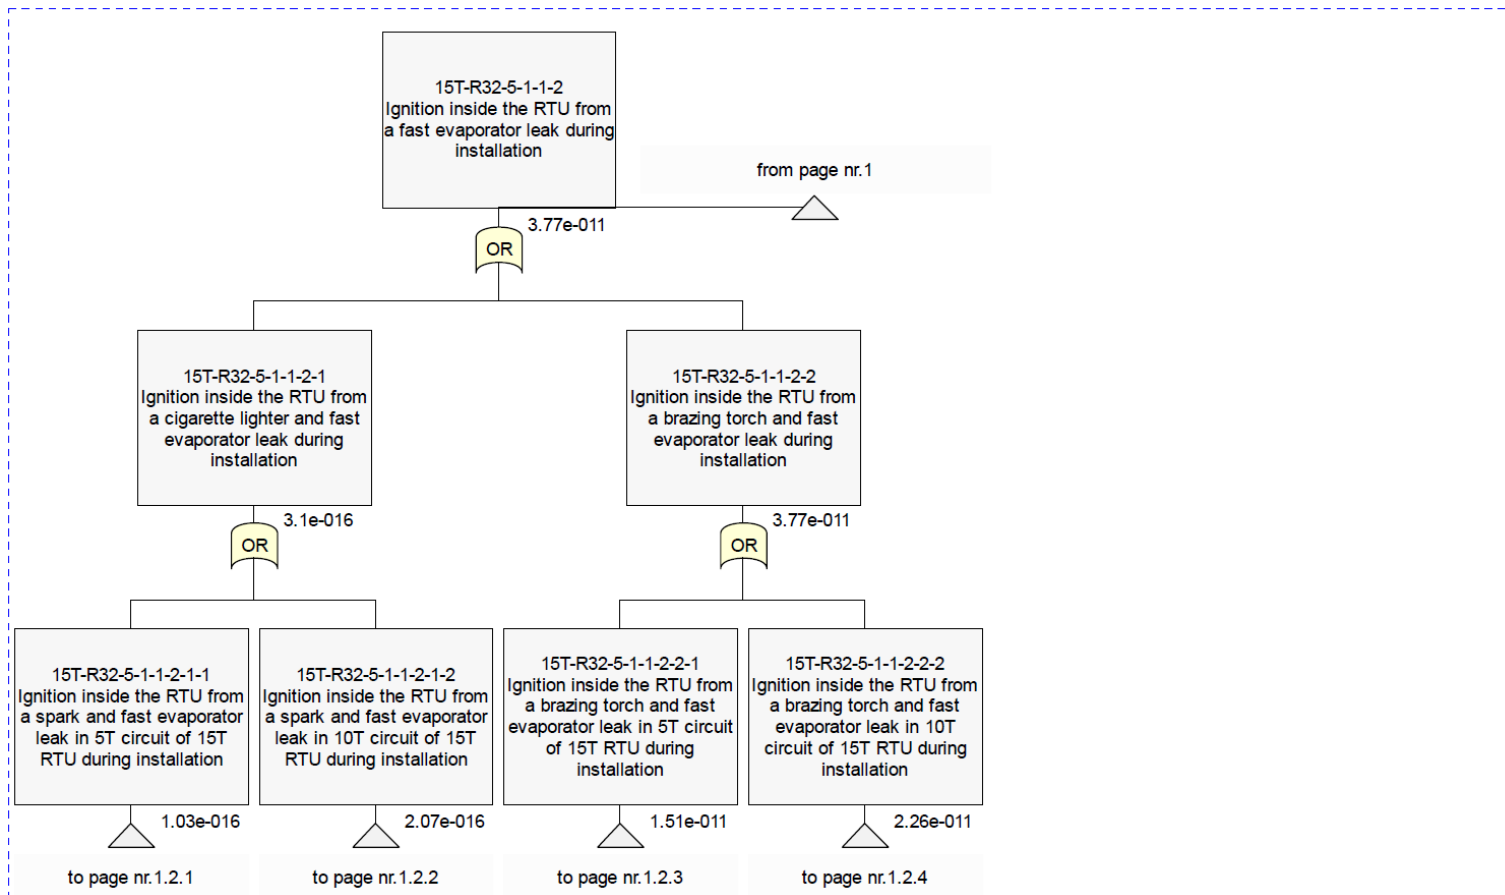 15T-R32-5-1-1-2
Ignition inside the RTU from
a fast evaporator leak during
installation
from page nr.1
3.77e-011
OR
15T-R32-5-1-1-2-1
Ignition inside the RTU from
a cigarette lighter and fast
evaporator leak during
installation
15T-R32-5-1-1-2-2
Ignition inside the RTU from
a brazing torch and fast
evaporator leak during
installation
3.1e-016
OR
3.77e-011
OR
15T-R32-5-1-1-2-1-1
Ignition inside the RTU from
a spark and fast evaporator
leak in 5T circuit of 15T
RTU during installation
15T-R32-5-1-1-2-1-2
Ignition inside the RTU from
a spark and fast evaporator
leak in 10T circuit of 15T
RTU during installation
15T-R32-5-1-1-2-2-1
Ignition inside the RTU from
a brazing torch and fast
evaporator leak in 5T circuit
of 15T RTU during
installation
15T-R32-5-1-1-2-2-2
Ignition inside the RTU from
a brazing torch and fast
evaporator leak in 10T
circuit of 15T RTU during
installation
1.03e-016
2.07e-016
1.51e-011
2.26e-011
to page nr.1.2.1
to page nr.1.2.2
to page nr.1.2.3
to page nr.1.2.4